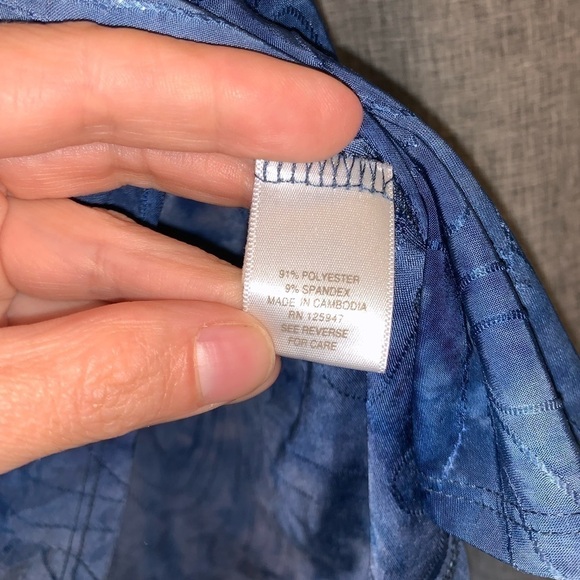 91% POLYESTER
9% SPANDEX
MADE IN CAMBODIA
RN 125947
SEE REVERSE
FOR CARE